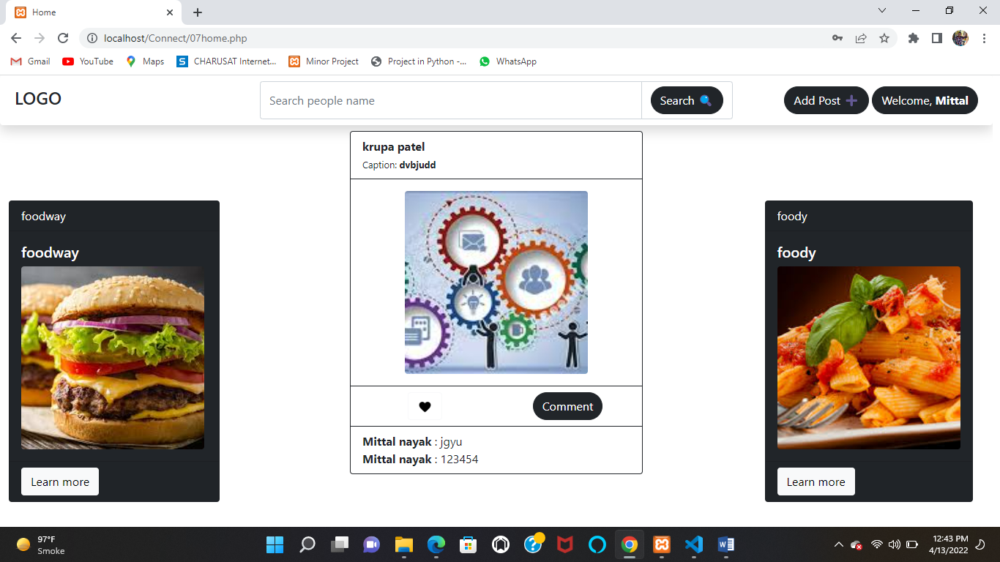 Home
localhost/Connect/07home.php
Gmail
YouTube
Maps
CHARUSAT Internet...
Minor Project
Project in Python -...
WhatsApp
LOGO
Search people name
Search
Add Post
Welcome, Mittal
krupa patel
Caption: dvbjudd
foodway
foodway
Learn more
Comment
Mittal nayak : jgyu
Mittal nayak : 123454
foody
foody
Learn more
97°F
Smoke
12:43 PM
4/13/2022